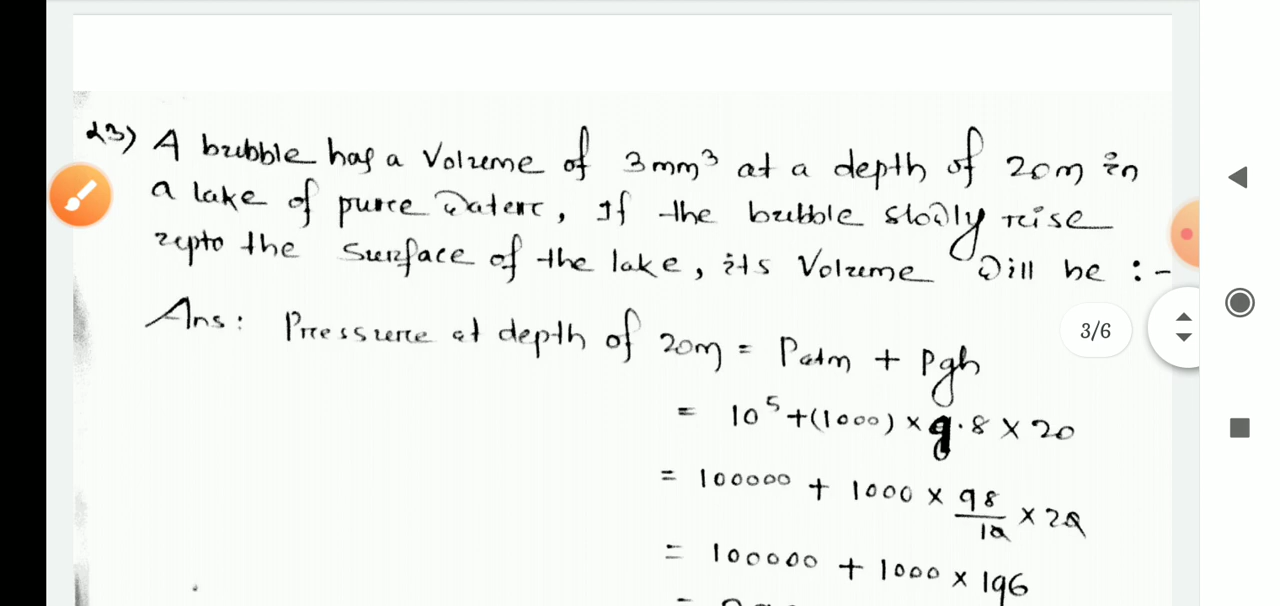 23) A bubble has a Volume of 3 mm³ at a depth of 20m in
a lake of pure water, If the bubble slowly rise
upto the surface of the lake, its Volume will be :-
Ans: Pressure at depth of 20m = Patm + Pgh
= 10⁵ + (1000) × 9.8 × 20
= 100000 + 1000 × 98/10 × 20
3/6
= 100000 + 1000 × 196
=